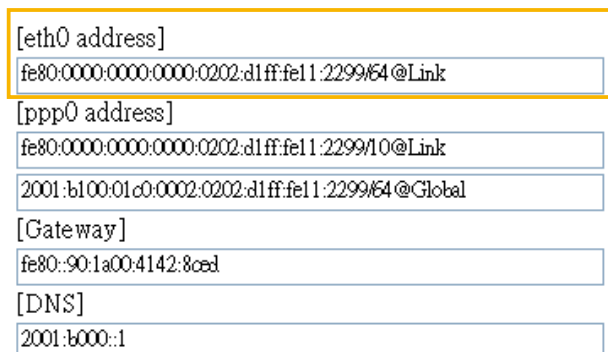 [eth0 address]
fe80:0000:0000:0000:0202:d1ff:fe11:2299/64@Link
[ppp0 address]
fe80:0000:0000:0000:0202:d1ff:fe11:2299/10@Link
2001:b100:01c0:0002:0202:d1ff:fe11:2299/64@Global
[Gateway]
fe80::90:1a00:4142:8ced
[DNS]
2001:b000::1